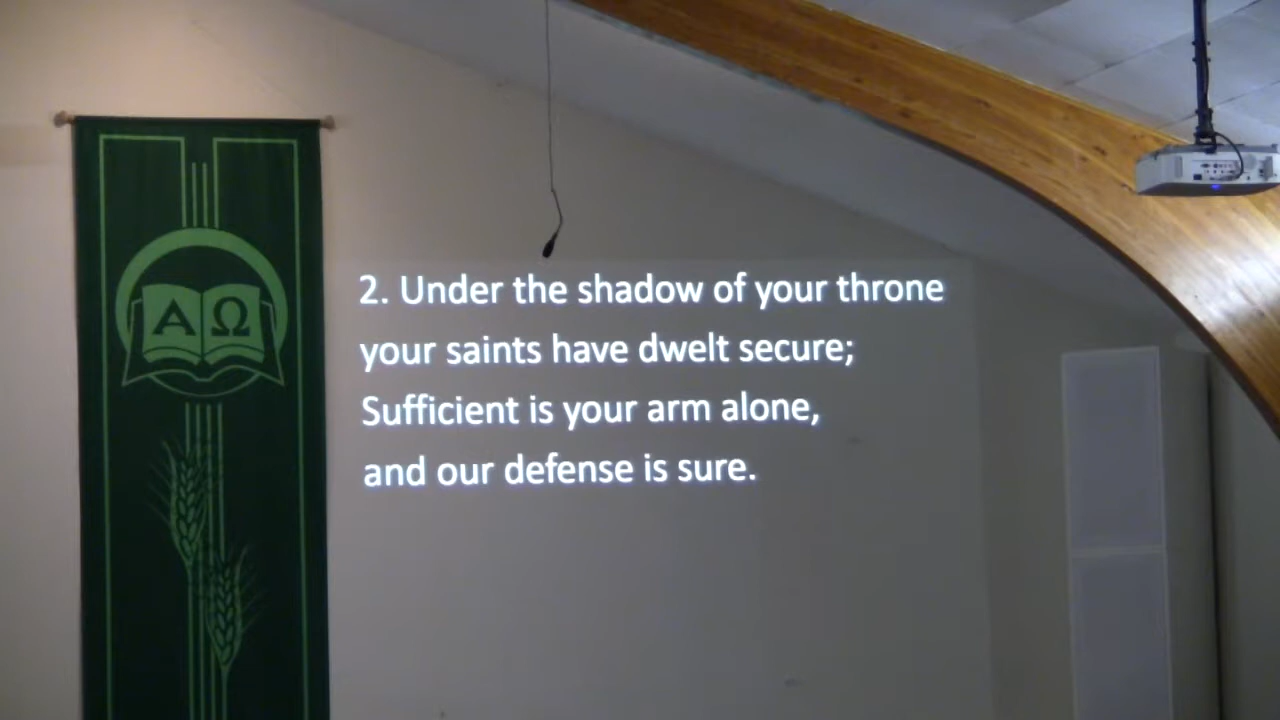 Α Ω
2. Under the shadow of your throne
your saints have dwelt secure;
Sufficient is your arm alone,
and our defense is sure.